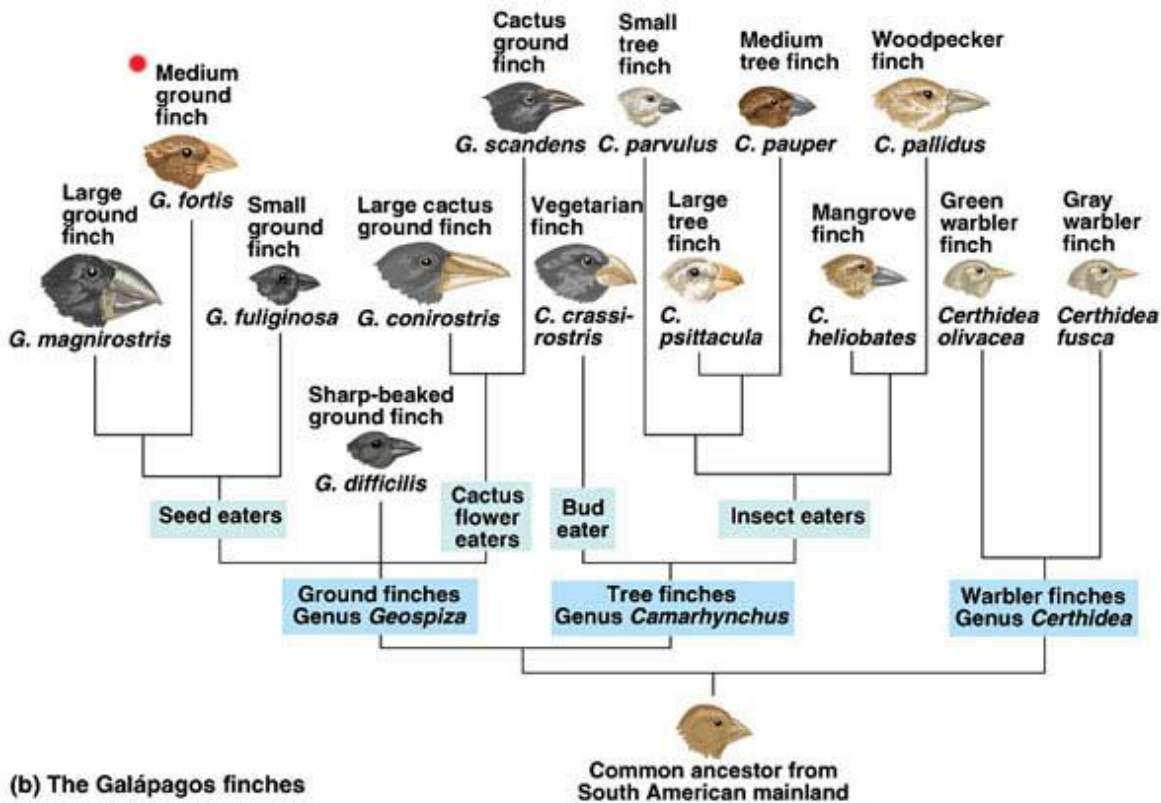 Cactus
ground
finch
G. scandens
Small
tree
finch
C. parvulus
Medium
tree finch
C. pauper
Woodpecker
finch
C. pallidus
Medium
ground
finch
G. fortis
Large
ground
finch
G. magnirostris
Small
ground
finch
G. fuliginosa
Large cactus
ground finch
G. conirostris
Vegetarian
finch
C. crassi-
rostris
Large
tree
finch
C.
psittacula
Mangrove
finch
C.
heliobates
Green
warbler
finch
Certhidea
olivacea
Gray
warbler
finch
Certhidea
fusca
Sharp-beaked
ground finch
G. difficilis
Seed eaters
Cactus
flower
eaters
Bud
eater
Insect eaters
Ground finches
Genus Geospiza
Tree finches
Genus Camarhynchus
Warbler finches
Genus Certhidea
Common ancestor from
South American mainland
(b) The Galápagos finches